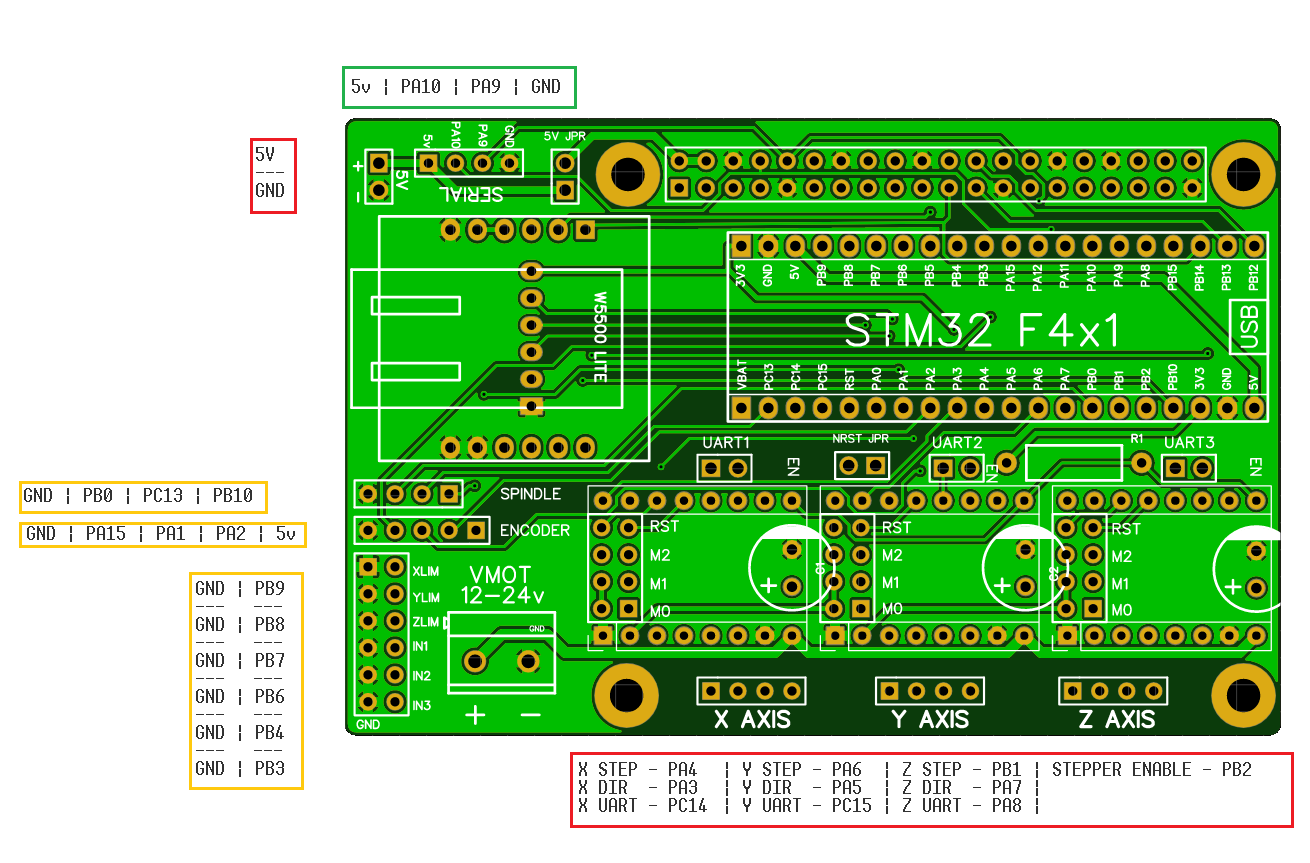 5v ¦ PA10 ¦ PA9 ¦ GND
5V
---
GND
5v PA10 PA9 GND
5V JPR
+
5V
-
SERIAL
W5500 LITE
3V3 GND 5V PB9 PB8 PB7 PB6 PB5 PB4 PB3 PA15 PA12 PA11 PA10 PA9 PA8 PB15 PB14 PB13 PB12
STM32 F4x1
USB
VBAT PC13 PC14 PC15 RST PA0 PA1 PA2 PA3 PA4 PA5 PA6 PA7 PB0 PB1 PB2 PB10 3V3 GND 5V
UART1 EN NRST JPR UART2 EN R1 UART3 EN
GND ¦ PB0 ¦ PC13 ¦ PB10
SPINDLE
GND ¦ PA15 ¦ PA1 ¦ PA2 ¦ 5v
ENCODER
RST RST RST
M2 M2 M2
C1 C2
M1 M1 M1
+ + +
M0 M0 M0
XLIM
YLIM
ZLIM
IN1
IN2
IN3
GND
VMOT
12-24v
GND
+ -
GND ¦ PB9
--- ---
GND ¦ PB8
--- ---
GND ¦ PB7
--- ---
GND ¦ PB6
--- ---
GND ¦ PB4
--- ---
GND ¦ PB3
X AXIS Y AXIS Z AXIS
X STEP - PA4 ¦ Y STEP - PA6 ¦ Z STEP - PB1 ¦ STEPPER ENABLE - PB2
X DIR - PA3 ¦ Y DIR - PA5 ¦ Z DIR - PA7 ¦
X UART - PC14 ¦ Y UART - PC15 ¦ Z UART - PA8 ¦